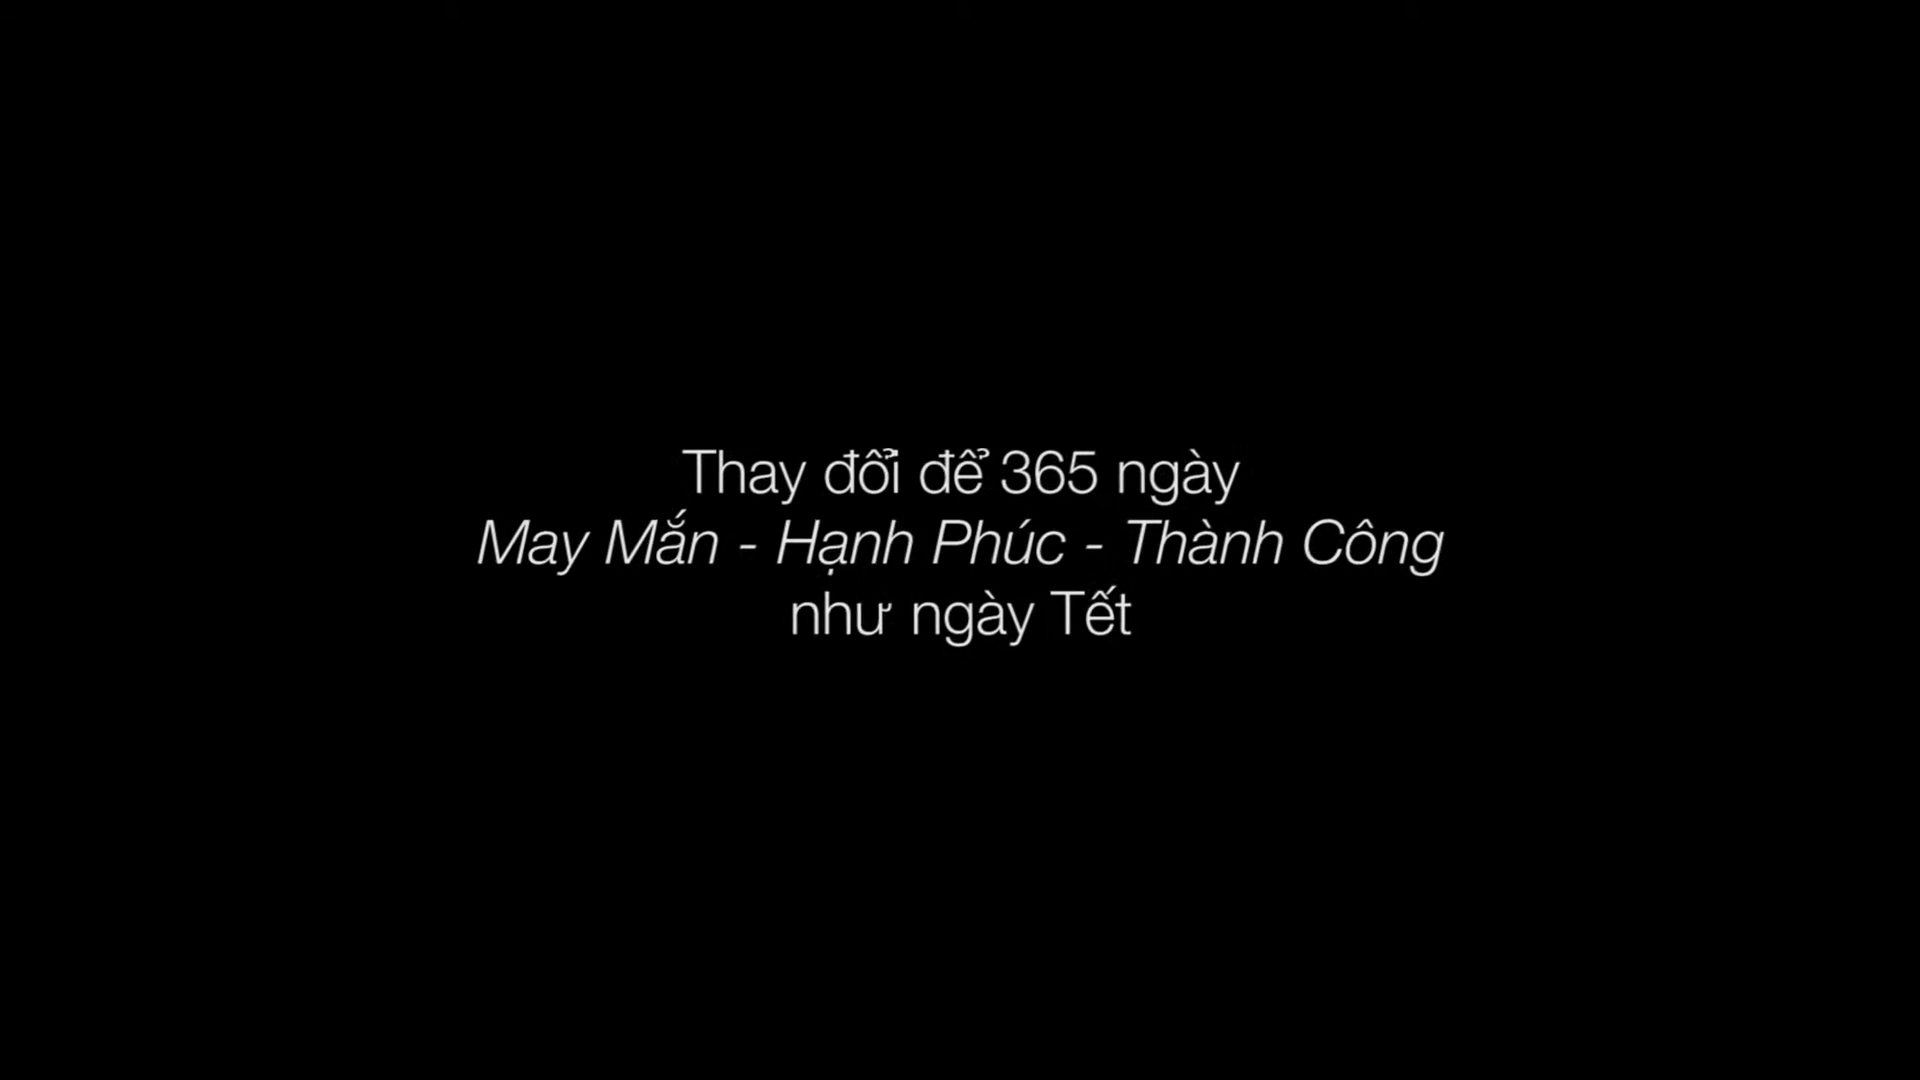 Thay đổi để 365 ngày
May Mắn - Hạnh Phúc - Thành Công
như ngày Tết